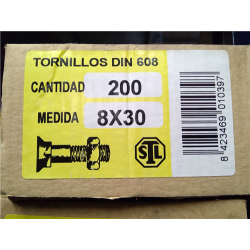 TORNILLOS DIN 608
CANTIDAD 200
MEDIDA 8X30
STL
8 423469 010397